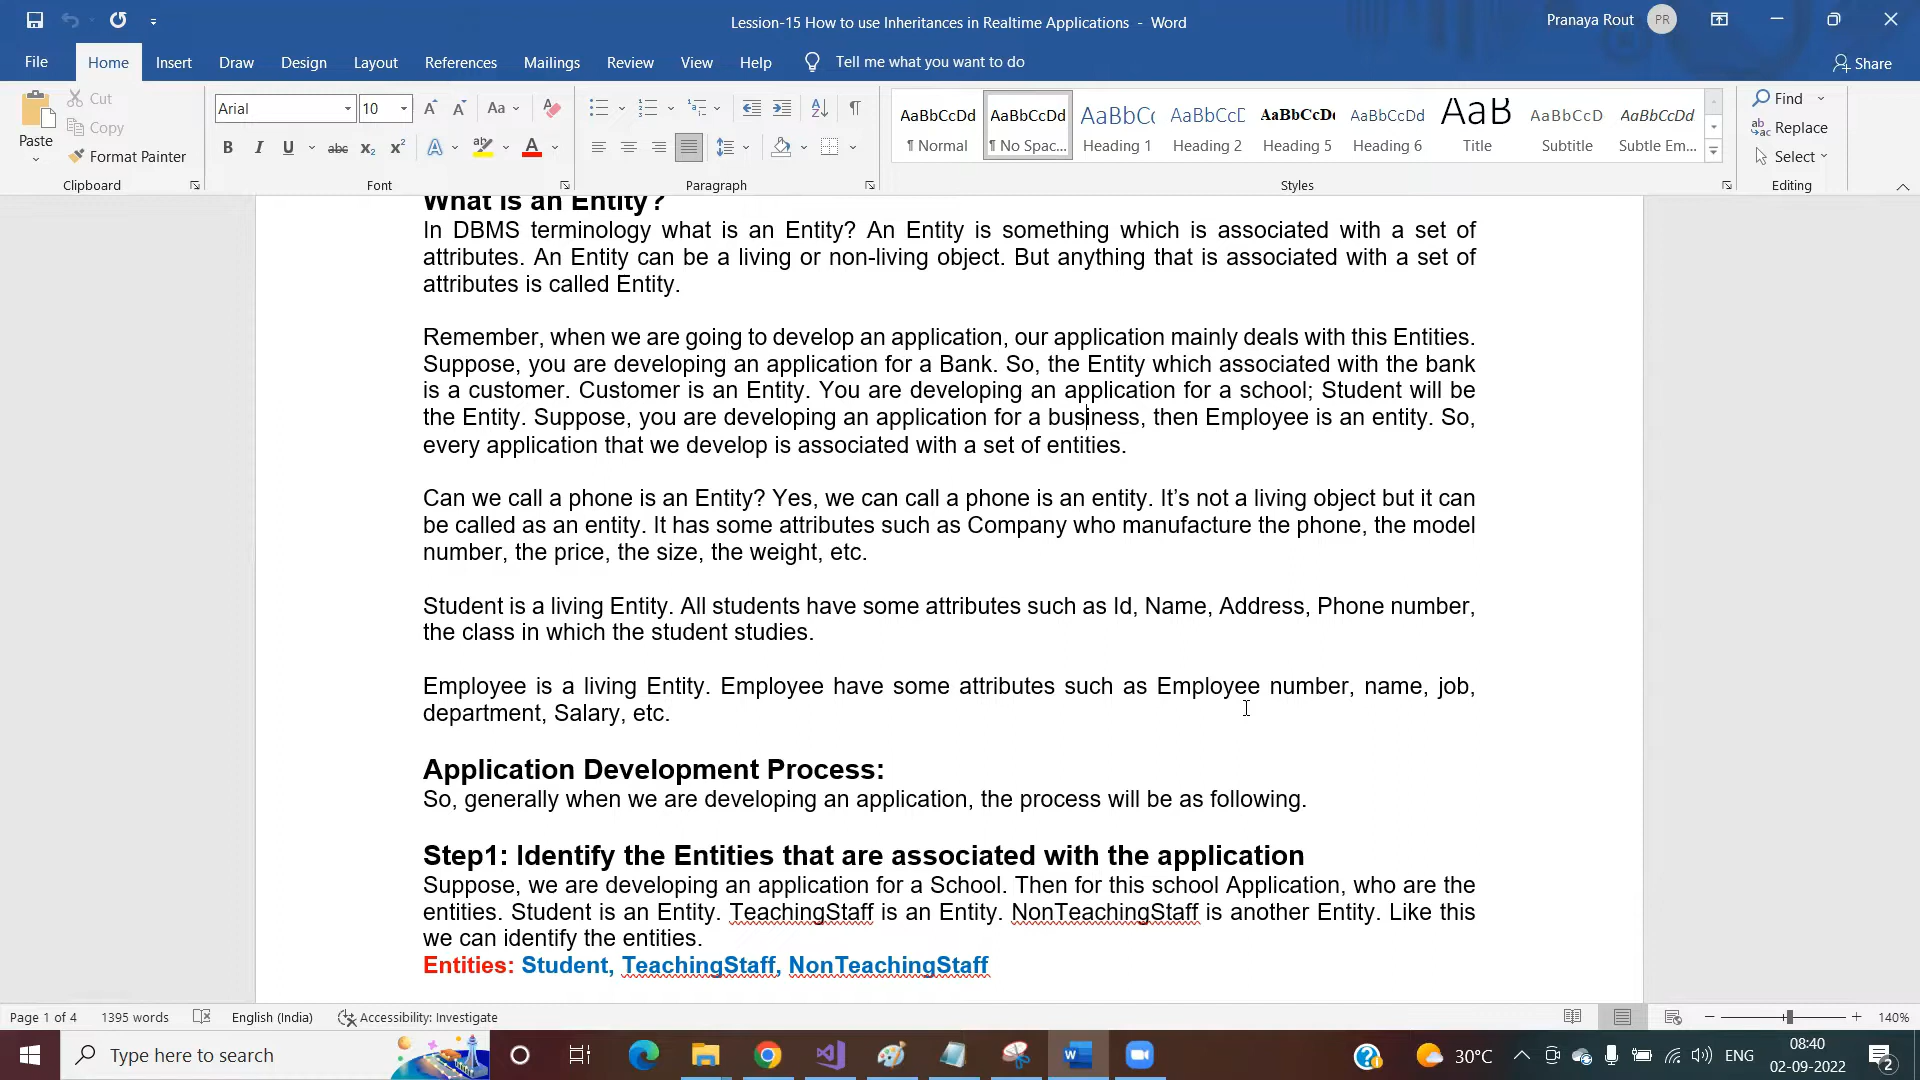 Lession-15 How to use Inheritances in Realtime Applications - Word
Pranaya Rout PR
File Home Insert Draw Design Layout References Mailings Review View Help Tell me what you want to do Share
Cut
Copy
Format Painter
Paste
Clipboard
Arial 10 Aa
B I U abc x₂ x² A ab A
Font
Paragraph
AaBbCcDd AaBbCcDd AaBbCc AaBbCcD AaBbCcD AaBbCcDd AaB AaBbCcD AaBbCcDd
¶ Normal ¶ No Spac... Heading 1 Heading 2 Heading 5 Heading 6 Title Subtitle Subtle Em...
Styles
Find
Replace
Select
Editing
What is an Entity?
In DBMS terminology what is an Entity? An Entity is something which is associated with a set of
attributes. An Entity can be a living or non-living object. But anything that is associated with a set of
attributes is called Entity.
Remember, when we are going to develop an application, our application mainly deals with this Entities.
Suppose, you are developing an application for a Bank. So, the Entity which associated with the bank
is a customer. Customer is an Entity. You are developing an application for a school; Student will be
the Entity. Suppose, you are developing an application for a business, then Employee is an entity. So,
every application that we develop is associated with a set of entities.
Can we call a phone is an Entity? Yes, we can call a phone is an entity. It’s not a living object but it can
be called as an entity. It has some attributes such as Company who manufacture the phone, the model
number, the price, the size, the weight, etc.
Student is a living Entity. All students have some attributes such as Id, Name, Address, Phone number,
the class in which the student studies.
Employee is a living Entity. Employee have some attributes such as Employee number, name, job,
department, Salary, etc.
Application Development Process:
So, generally when we are developing an application, the process will be as following.
Step1: Identify the Entities that are associated with the application
Suppose, we are developing an application for a School. Then for this school Application, who are the
entities. Student is an Entity. TeachingStaff is an Entity. NonTeachingStaff is another Entity. Like this
we can identify the entities.
Entities: Student, TeachingStaff, NonTeachingStaff
Page 1 of 4 1395 words English (India) Accessibility: Investigate 140%
Type here to search
30°C ENG
08:40
02-09-2022
2